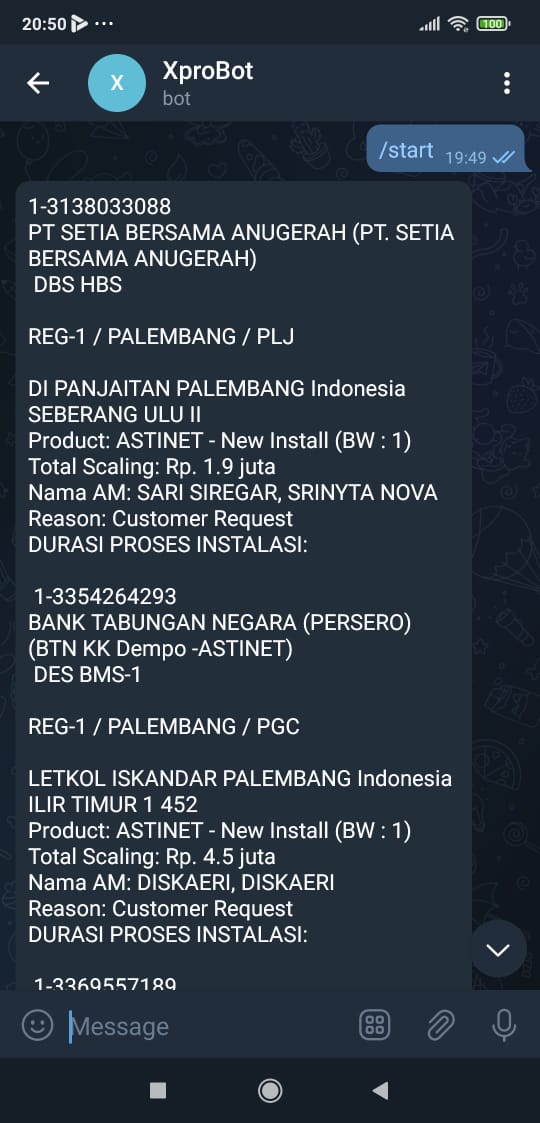 20:50
100
X
XproBot
bot
/start 19:49
1-3138033088
PT SETIA BERSAMA ANUGERAH (PT. SETIA
BERSAMA ANUGERAH)
DBS HBS
REG-1 / PALEMBANG / PLJ
DI PANJAITAN PALEMBANG Indonesia
SEBERANG ULU II
Product: ASTINET - New Install (BW : 1)
Total Scaling: Rp. 1.9 juta
Nama AM: SARI SIREGAR, SRINYTA NOVA
Reason: Customer Request
DURASI PROSES INSTALASI:
1-3354264293
BANK TABUNGAN NEGARA (PERSERO)
(BTN KK Dempo -ASTINET)
DES BMS-1
REG-1 / PALEMBANG / PGC
LETKOL ISKANDAR PALEMBANG Indonesia
ILIR TIMUR 1 452
Product: ASTINET - New Install (BW : 1)
Total Scaling: Rp. 4.5 juta
Nama AM: DISKAERI, DISKAERI
Reason: Customer Request
DURASI PROSES INSTALASI:
1-3369557189
Message